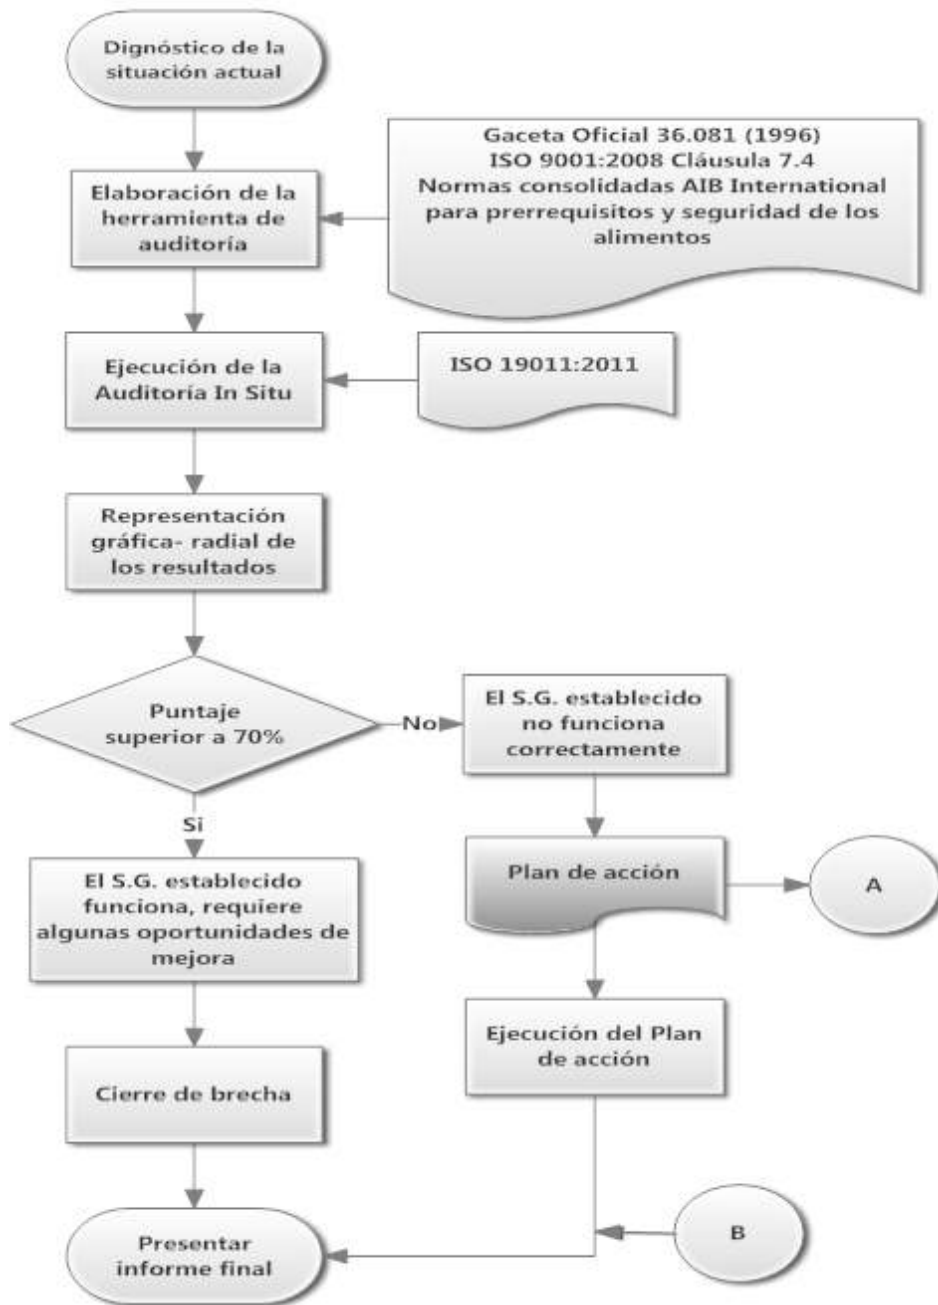 Dignóstico de la
situación actual
Gaceta Oficial 36.081 (1996)
ISO 9001:2008 Cláusula 7.4
Normas consolidadas AIB International
para prerrequisitos y seguridad de los
alimentos
Elaboración de la
herramienta de
auditoría
Ejecución de la
Auditoría In Situ
ISO 19011:2011
Representación
gráfica- radial de
los resultados
Puntaje
superior a 70%
No
El S.G. establecido
no funciona
correctamente
Si
El S.G. establecido
funciona, requiere
algunas oportunidades de
mejora
Plan de acción
A
Ejecución del Plan
de acción
Cierre de brecha
B
Presentar
informe final